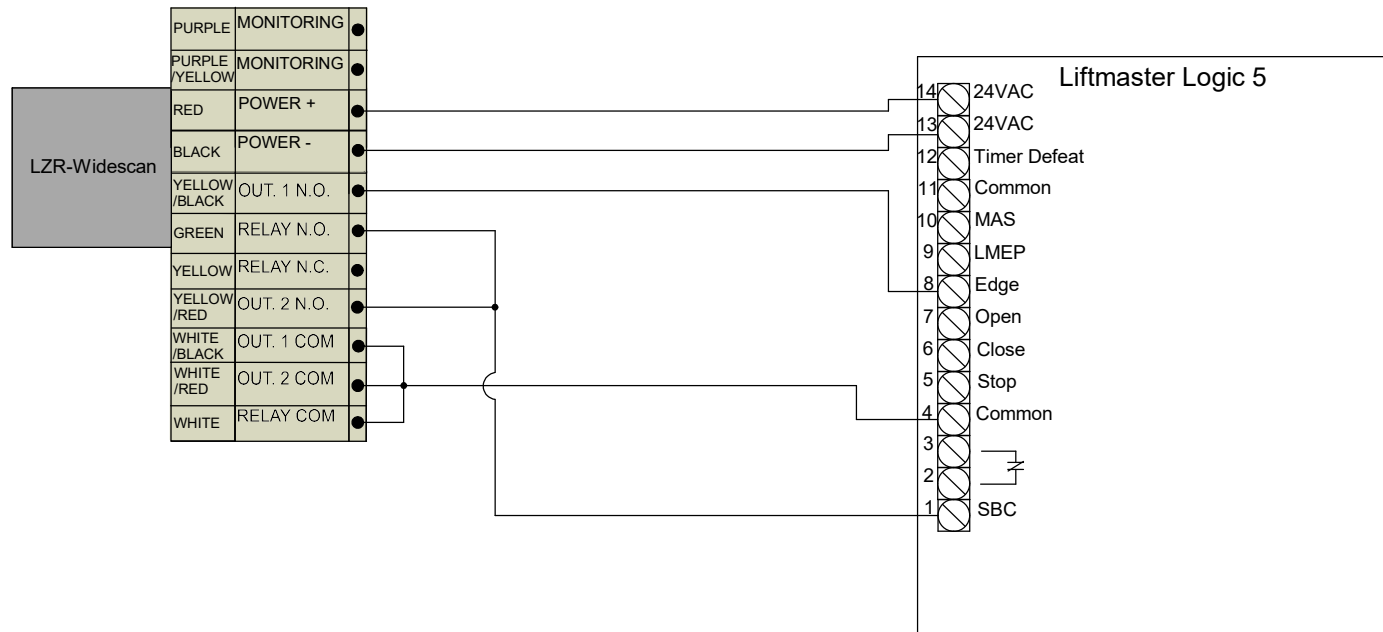 PURPLE MONITORING
PURPLE
/YELLOW MONITORING
RED POWER +
BLACK POWER -
YELLOW
/BLACK OUT. 1 N.O.
GREEN RELAY N.O.
YELLOW RELAY N.C.
YELLOW
/RED OUT. 2 N.O.
WHITE
/BLACK OUT. 1 COM
WHITE
/RED OUT. 2 COM
WHITE RELAY COM
LZR-Widescan
Liftmaster Logic 5
14 24VAC
13 24VAC
12 Timer Defeat
11 Common
10 MAS
9 LMEP
8 Edge
7 Open
6 Close
5 Stop
4 Common
3
2
1 SBC